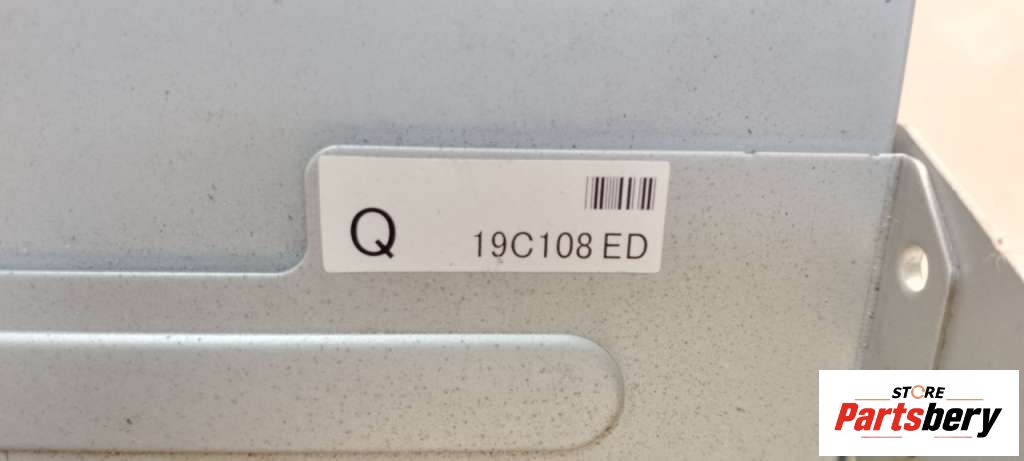 Q 19C108 ED
STORE
Partsbery